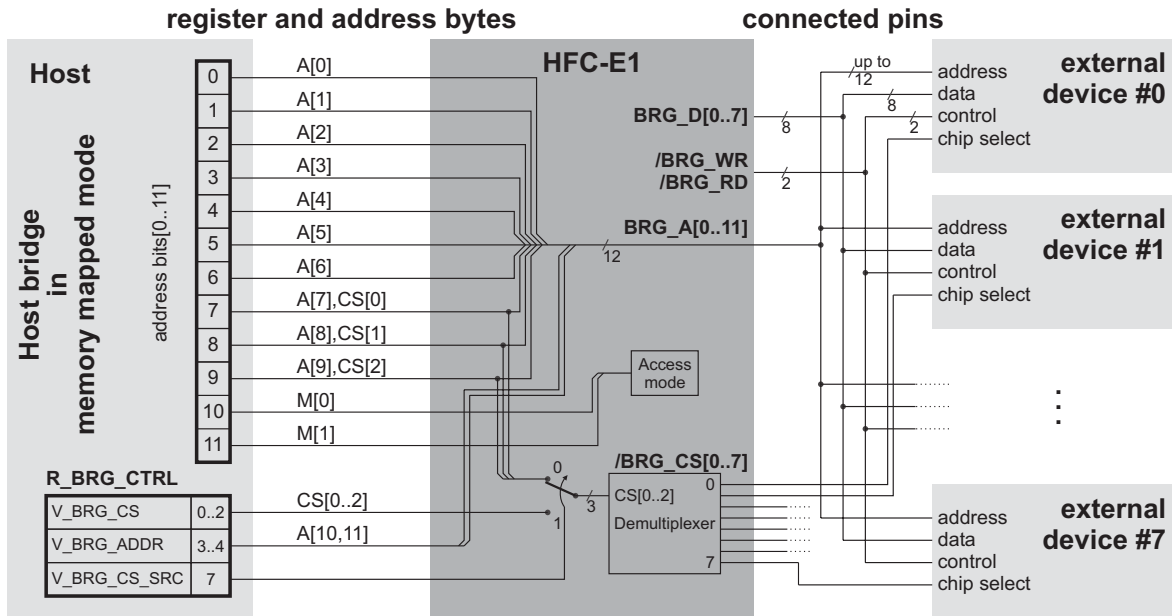 register and address bytes
connected pins
Host
Host bridge
in
memory mapped mode
address bits[0..11]
0
1
2
3
4
5
6
7
8
9
10
11
A[0]
A[1]
A[2]
A[3]
A[4]
A[5]
A[6]
A[7],CS[0]
A[8],CS[1]
A[9],CS[2]
M[0]
M[1]
R_BRG_CTRL
V_BRG_CS 0..2
V_BRG_ADDR 3..4
V_BRG_CS_SRC 7
CS[0..2]
A[10,11]
HFC-E1
BRG_D[0..7]
8
/BRG_WR
/BRG_RD
2
BRG_A[0..11]
12
Access
mode
/BRG_CS[0..7]
0
1
3
CS[0..2]
Demultiplexer
0
7
up to
12
8
2
address
data
control
chip select
external
device #0
address
data
control
chip select
external
device #1
address
data
control
chip select
external
device #7